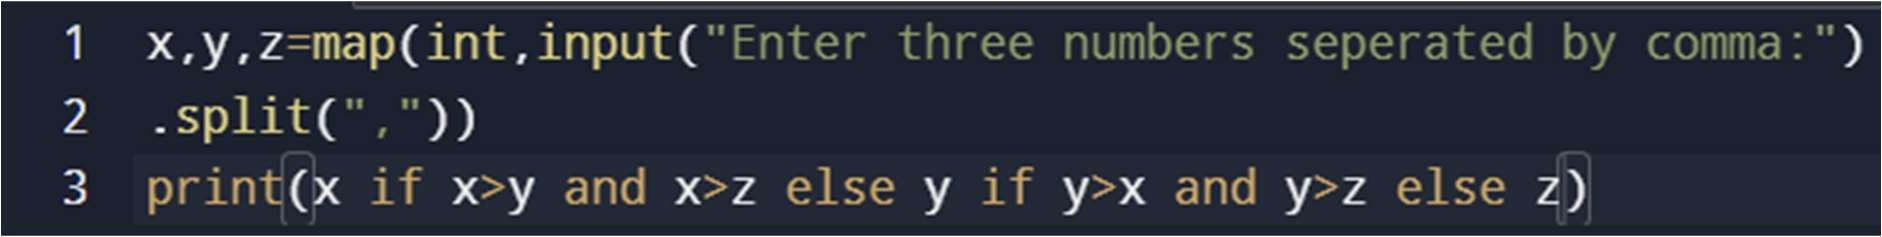 1 x,y,z=map(int,input("Enter three numbers seperated by comma:")
2 .split(","))
3 print(x if x>y and x>z else y if y>x and y>z else z)